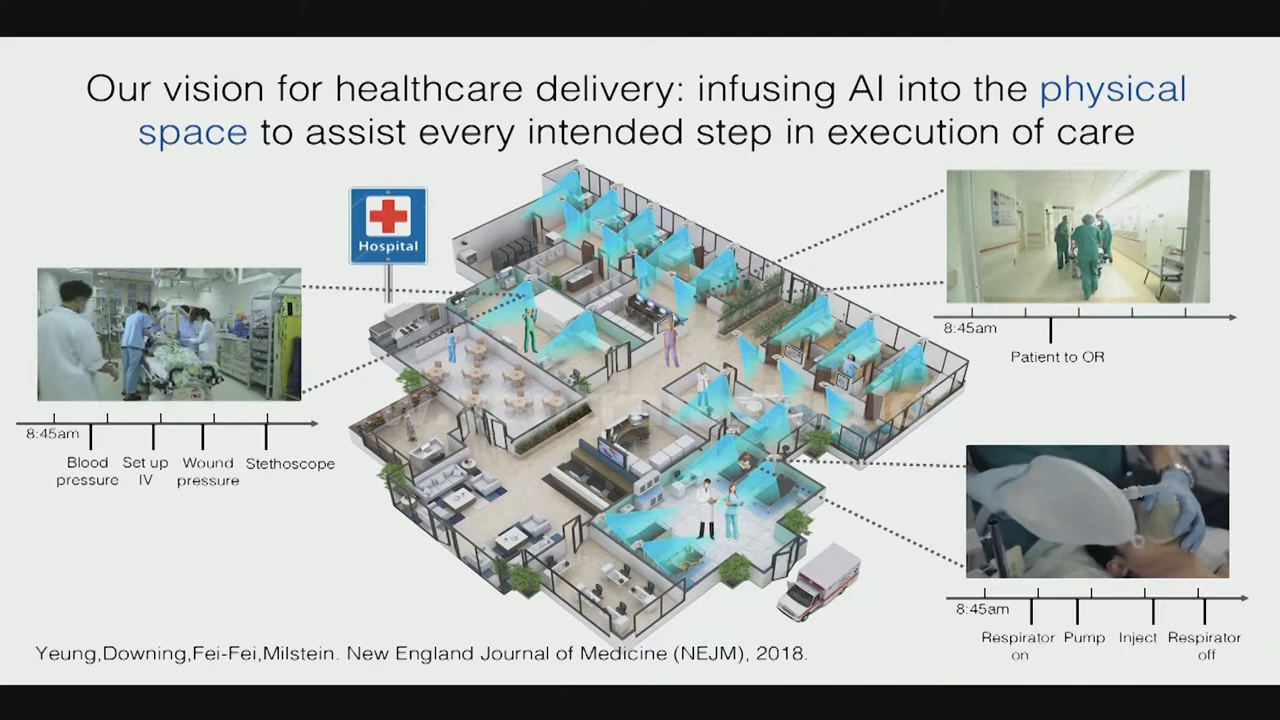 Our vision for healthcare delivery: infusing AI into the physical
space to assist every intended step in execution of care
Hospital
8:45am
Blood
pressure
Set up
IV
Wound
pressure
Stethoscope
8:45am
Patient to OR
8:45am
Respirator
on
Pump
Inject
Respirator
off
Yeung,Downing,Fei-Fei,Milstein. New England Journal of Medicine (NEJM), 2018.